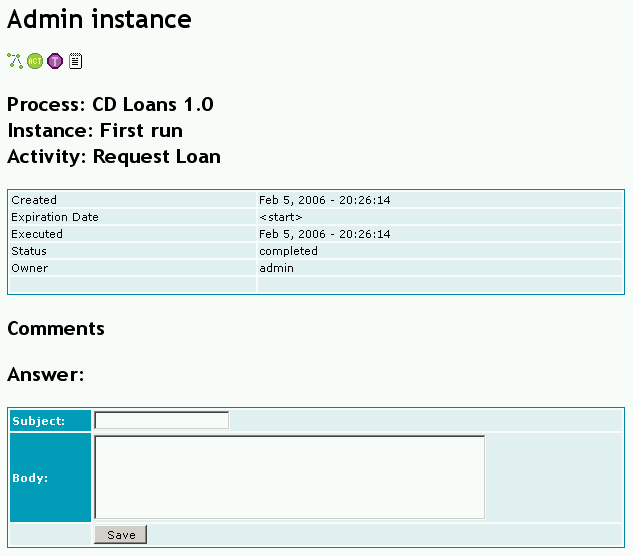 Admin instance
ACT T
Process: CD Loans 1.0
Instance: First run
Activity: Request Loan
Created Feb 5, 2006 - 20:26:14
Expiration Date <start>
Executed Feb 5, 2006 - 20:26:14
Status completed
Owner admin
Comments
Answer:
Subject:
Body:
Save